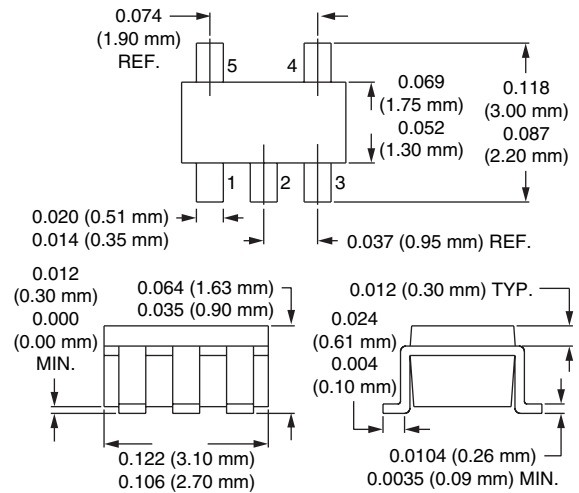 0.074
(1.90 mm)
REF.
5
4
0.069
(1.75 mm)
0.052
(1.30 mm)
0.118
(3.00 mm)
0.087
(2.20 mm)
1
2
3
0.020 (0.51 mm)
0.014 (0.35 mm)
0.037 (0.95 mm) REF.
0.012
(0.30 mm)
0.000
(0.00 mm)
MIN.
0.064 (1.63 mm)
0.035 (0.90 mm)
0.122 (3.10 mm)
0.106 (2.70 mm)
0.012 (0.30 mm) TYP.
0.024
(0.61 mm)
0.004
(0.10 mm)
0.0104 (0.26 mm)
0.0035 (0.09 mm) MIN.